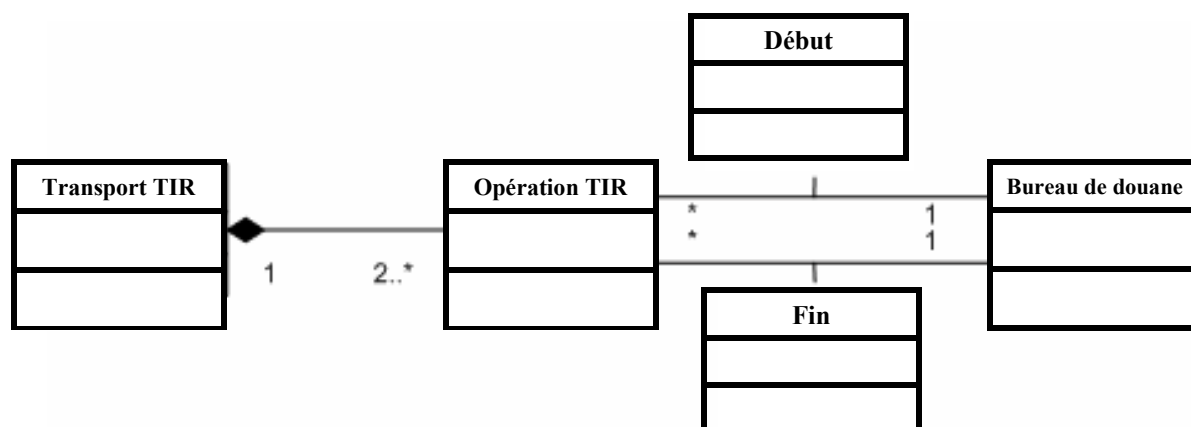 Début
Transport TIR
Opération TIR
Bureau de douane
* 1
* 1
1 2..*
Fin